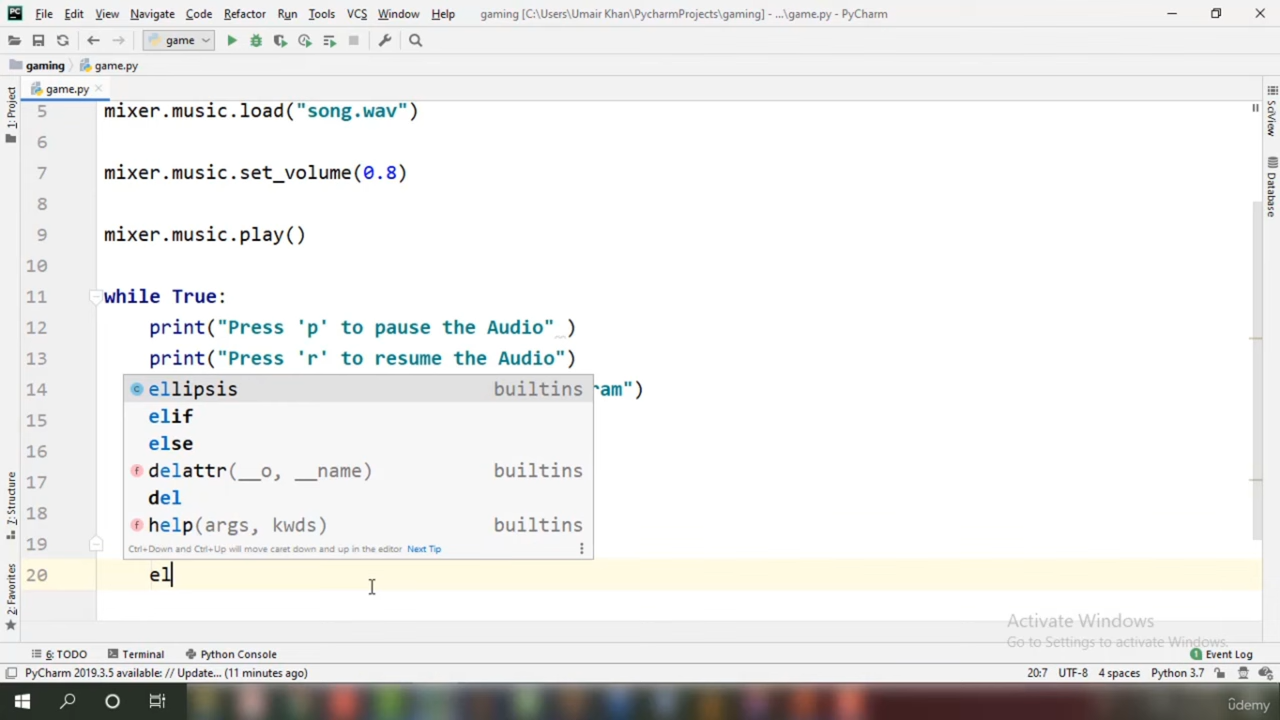 File Edit View Navigate Code Refactor Run Tools VCS Window Help gaming [C:\Users\Umair Khan\PycharmProjects\gaming] - ...\game.py - PyCharm
game
gaming game.py
game.py
1: Project
SciView
Database
5 mixer.music.load("song.wav")
6
7 mixer.music.set_volume(0.8)
8
9 mixer.music.play()
10
11 while True:
12 print("Press 'p' to pause the Audio" )
13 print("Press 'r' to resume the Audio")
14 ram")
15
16
17
18
19
20 el
ellipsis builtins
elif
else
delattr(__o, __name) builtins
del
help(args, kwds) builtins
Ctrl+Down and Ctrl+Up will move caret down and up in the editor Next Tip
7: Structure
2: Favorites
Activate Windows
Go to Settings to activate Windows.
6: TODO Terminal Python Console 1 Event Log
PyCharm 2019.3.5 available: // Update... (11 minutes ago) 20:7 UTF-8 4 spaces Python 3.7
ûdemy